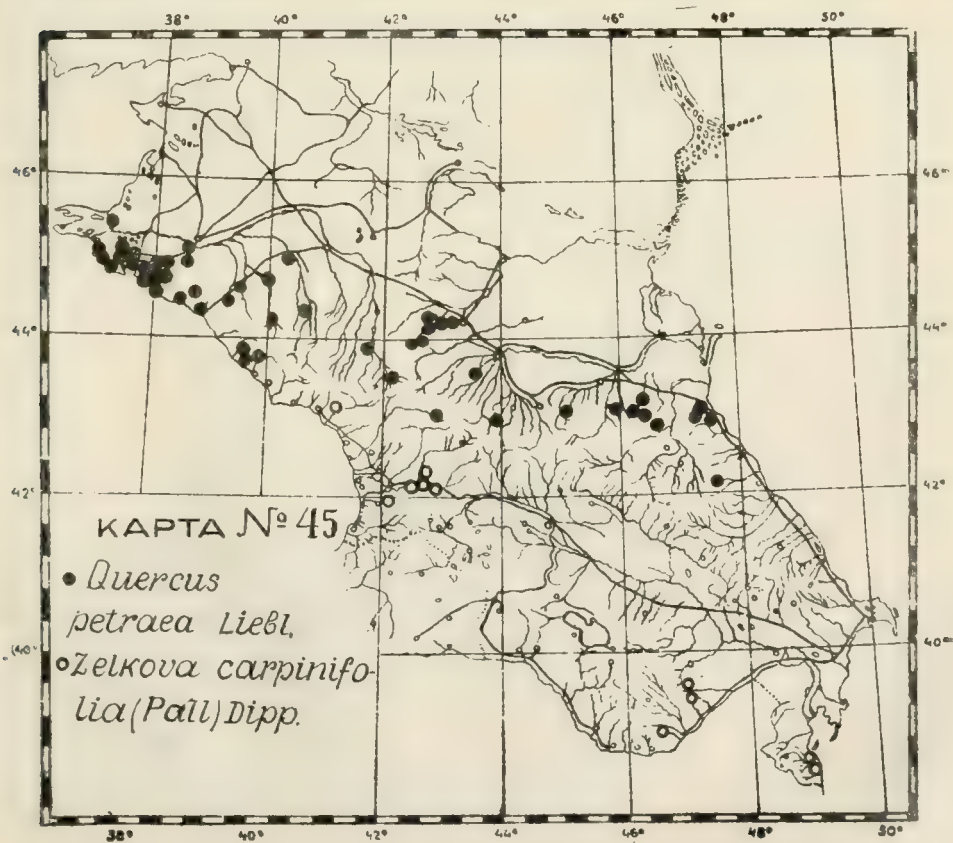 38° 40° 42° 44° 46° 48° 50°
46° 46°
44° 44°
42° 42°
КАРТА № 45
Quercus
petraea Liebl.
40° 40°
Zelkova carpinifo-
lia (Pall) Dipp.
38° 40° 42° 44° 46° 48° 50°